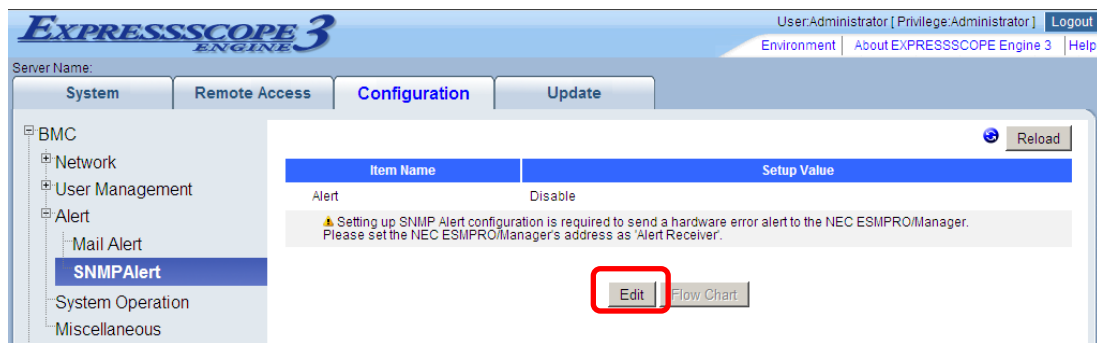 EXPRESSSCOPE
ENGINE 3
User:Administrator [ Privilege:Administrator ] Logout
Environment About EXPRESSSCOPE Engine 3 Help
Server Name:
System Remote Access Configuration Update
BMC
Network
User Management
Alert
Mail Alert
SNMPAlert
System Operation
Miscellaneous
Reload
Item Name Setup Value
Alert Disable
Setting up SNMP Alert configuration is required to send a hardware error alert to the NEC ESMPRO/Manager.
Please set the NEC ESMPRO/Manager's address as 'Alert Receiver'.
Edit Flow Chart